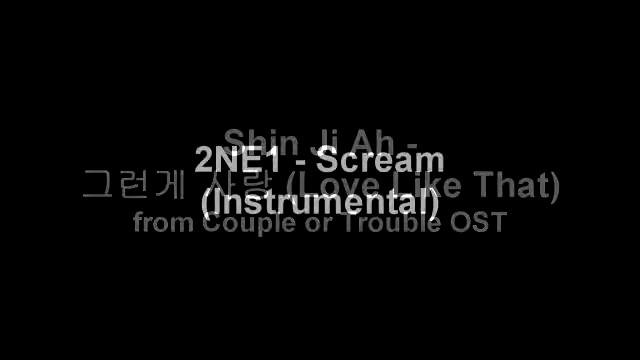 Shin Ji Ah -
2NE1 - Scream
그런게 사랑 (Love Like That)
(Instrumental)
from Couple or Trouble OST